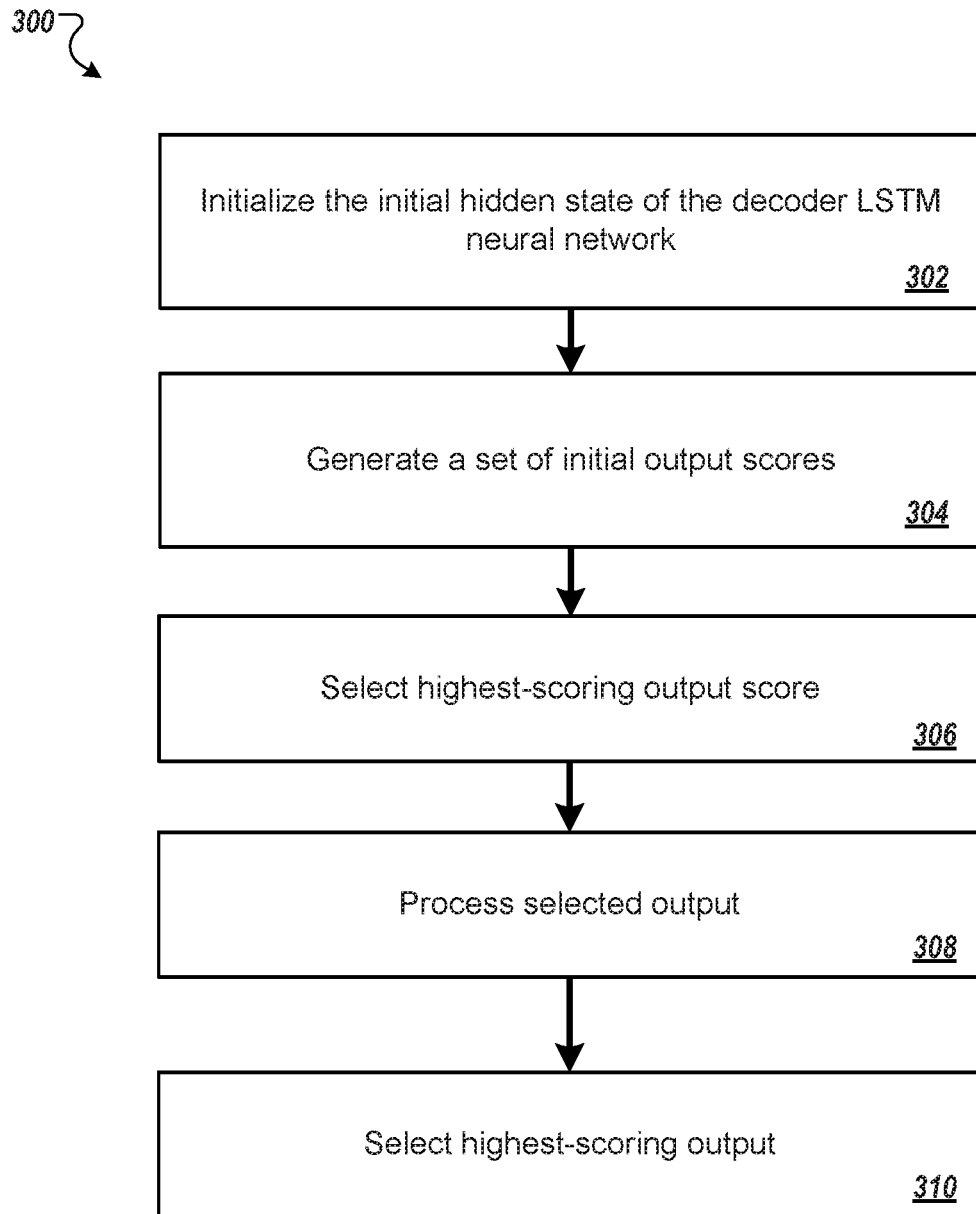 300
Initialize the initial hidden state of the decoder LSTM
neural network
302
Generate a set of initial output scores
304
Select highest-scoring output score
306
Process selected output
308
Select highest-scoring output
310